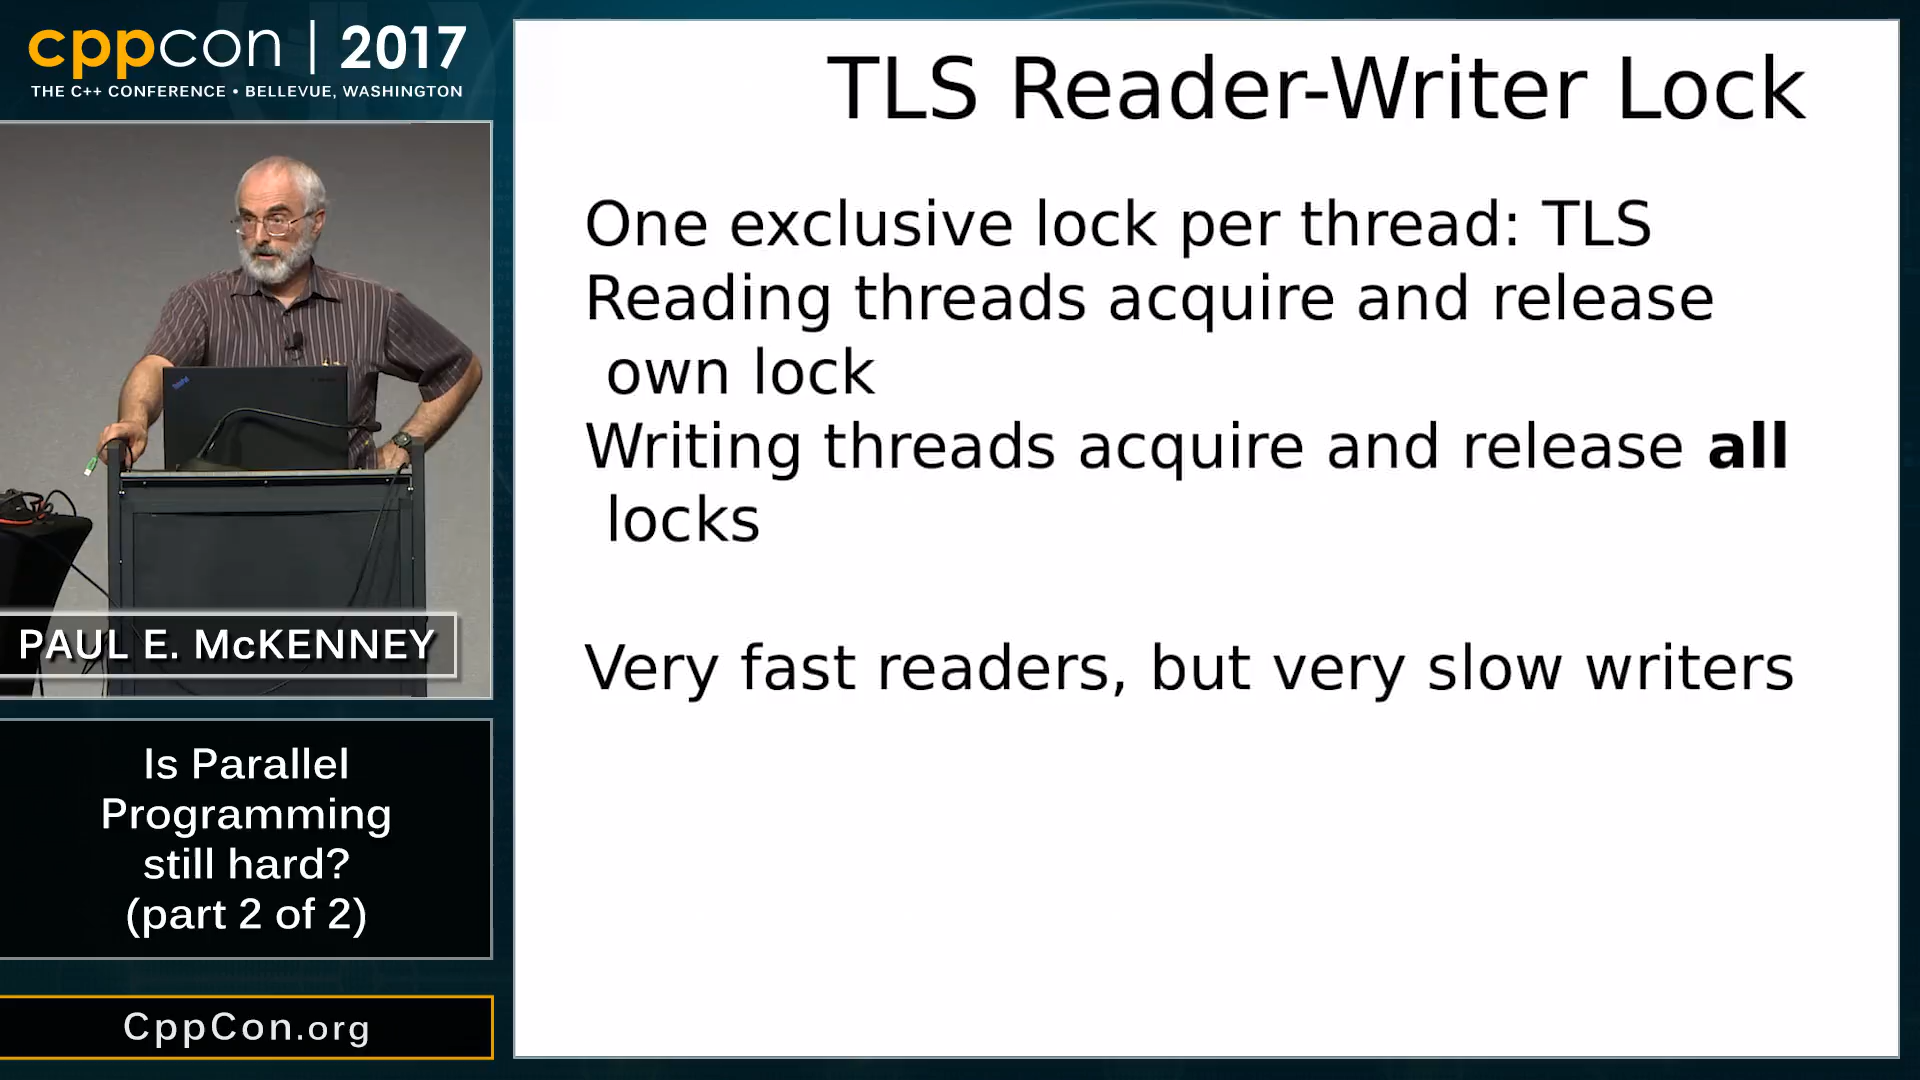 cppcon | 2017
THE C++ CONFERENCE • BELLEVUE, WASHINGTON
TLS Reader-Writer Lock
One exclusive lock per thread: TLS
Reading threads acquire and release
own lock
Writing threads acquire and release all
locks
Very fast readers, but very slow writers
ThinkPad
PAUL E. McKENNEY
Is Parallel
Programming
still hard?
(part 2 of 2)
CppCon.org